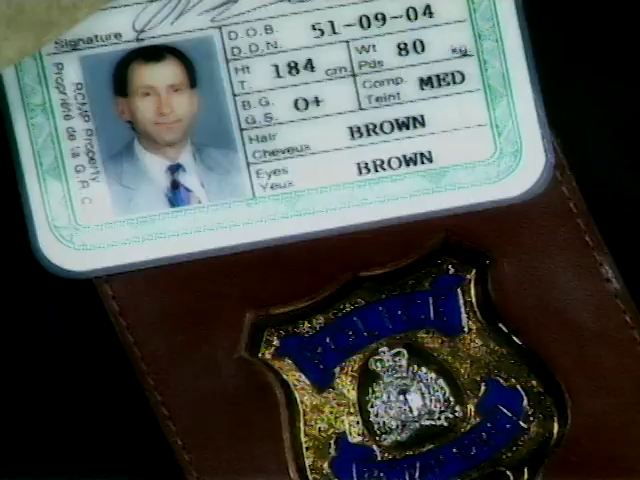 Signature
D.O.B.
D.D.N. 51-09-04
Ht
T. 184 cm.
Wt
Pds 80 kg.
B.G.
G.S. O+
Comp.
Teint MED
Hair
Cheveux BROWN
Eyes
Yeux BROWN
RCMP Property
Propriété de la G.R.C